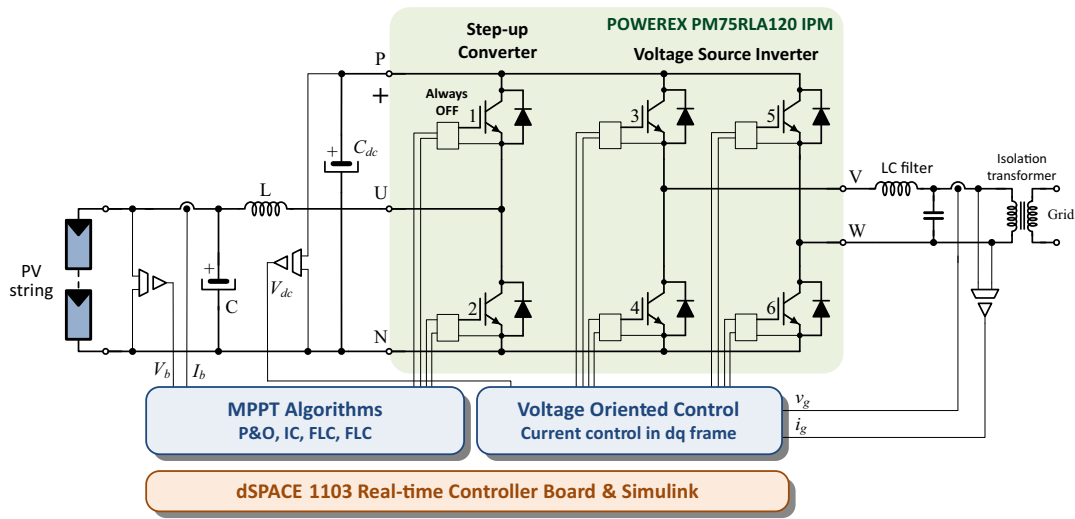 POWEREX PM75RLA120 IPM
Step-up
Converter
Voltage Source Inverter
P
+
Always
OFF
1
3
5
+
C_dc
V
LC filter
Isolation
transformer
L
U
Grid
W
PV
string
+
C
V_dc
2
4
6
N
V_b
I_b
MPPT Algorithms
P&O, IC, FLC, FLC
Voltage Oriented Control
Current control in dq frame
v_g
i_g
dSPACE 1103 Real-time Controller Board & Simulink